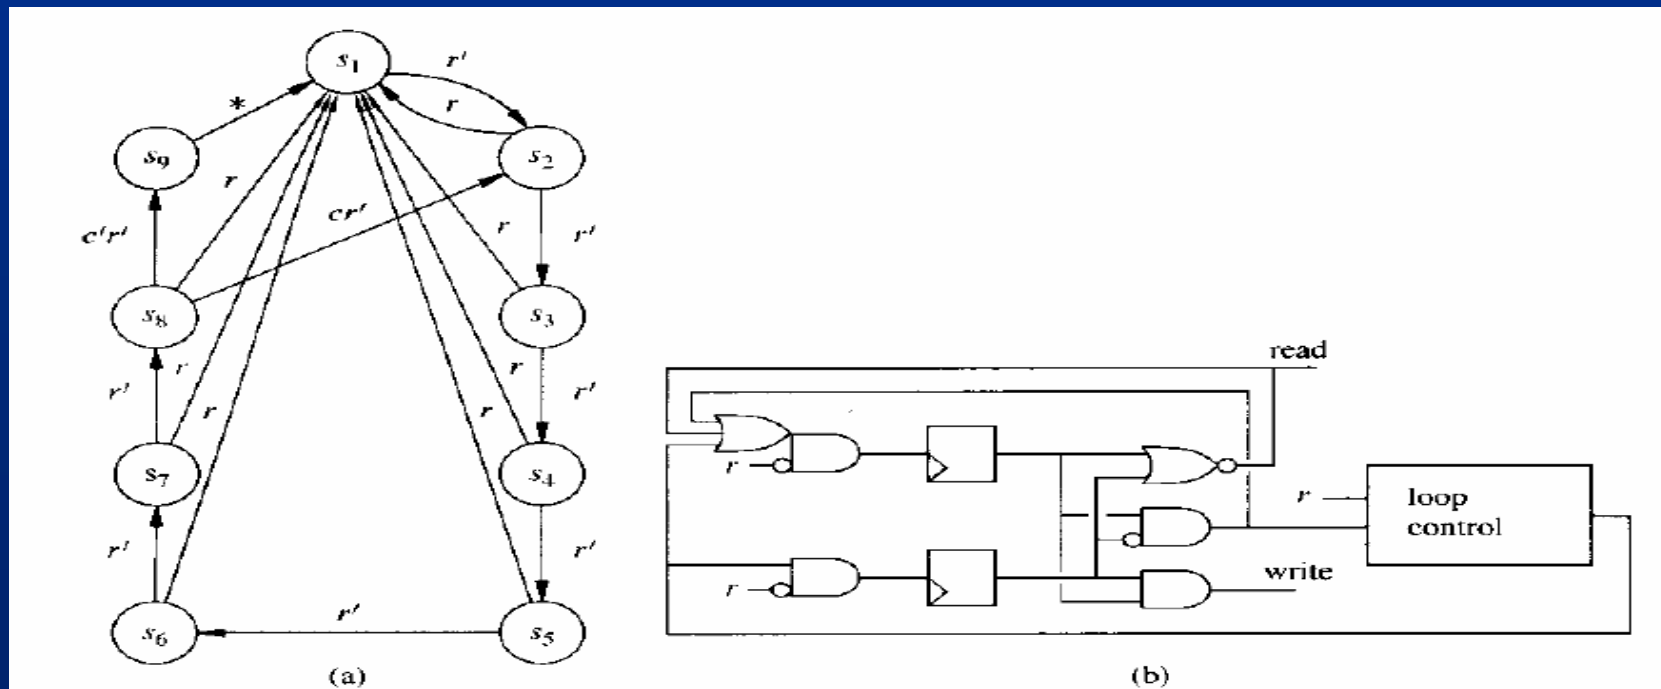 s1
r'
r
*
s9
s2
r
cr'
r
c'r'
r'
s8
s3
read
r'
r
r
r'
r
r
r
s7
s4
r
loop
control
r'
r'
write
r
r'
s6
s5
(a)
(b)